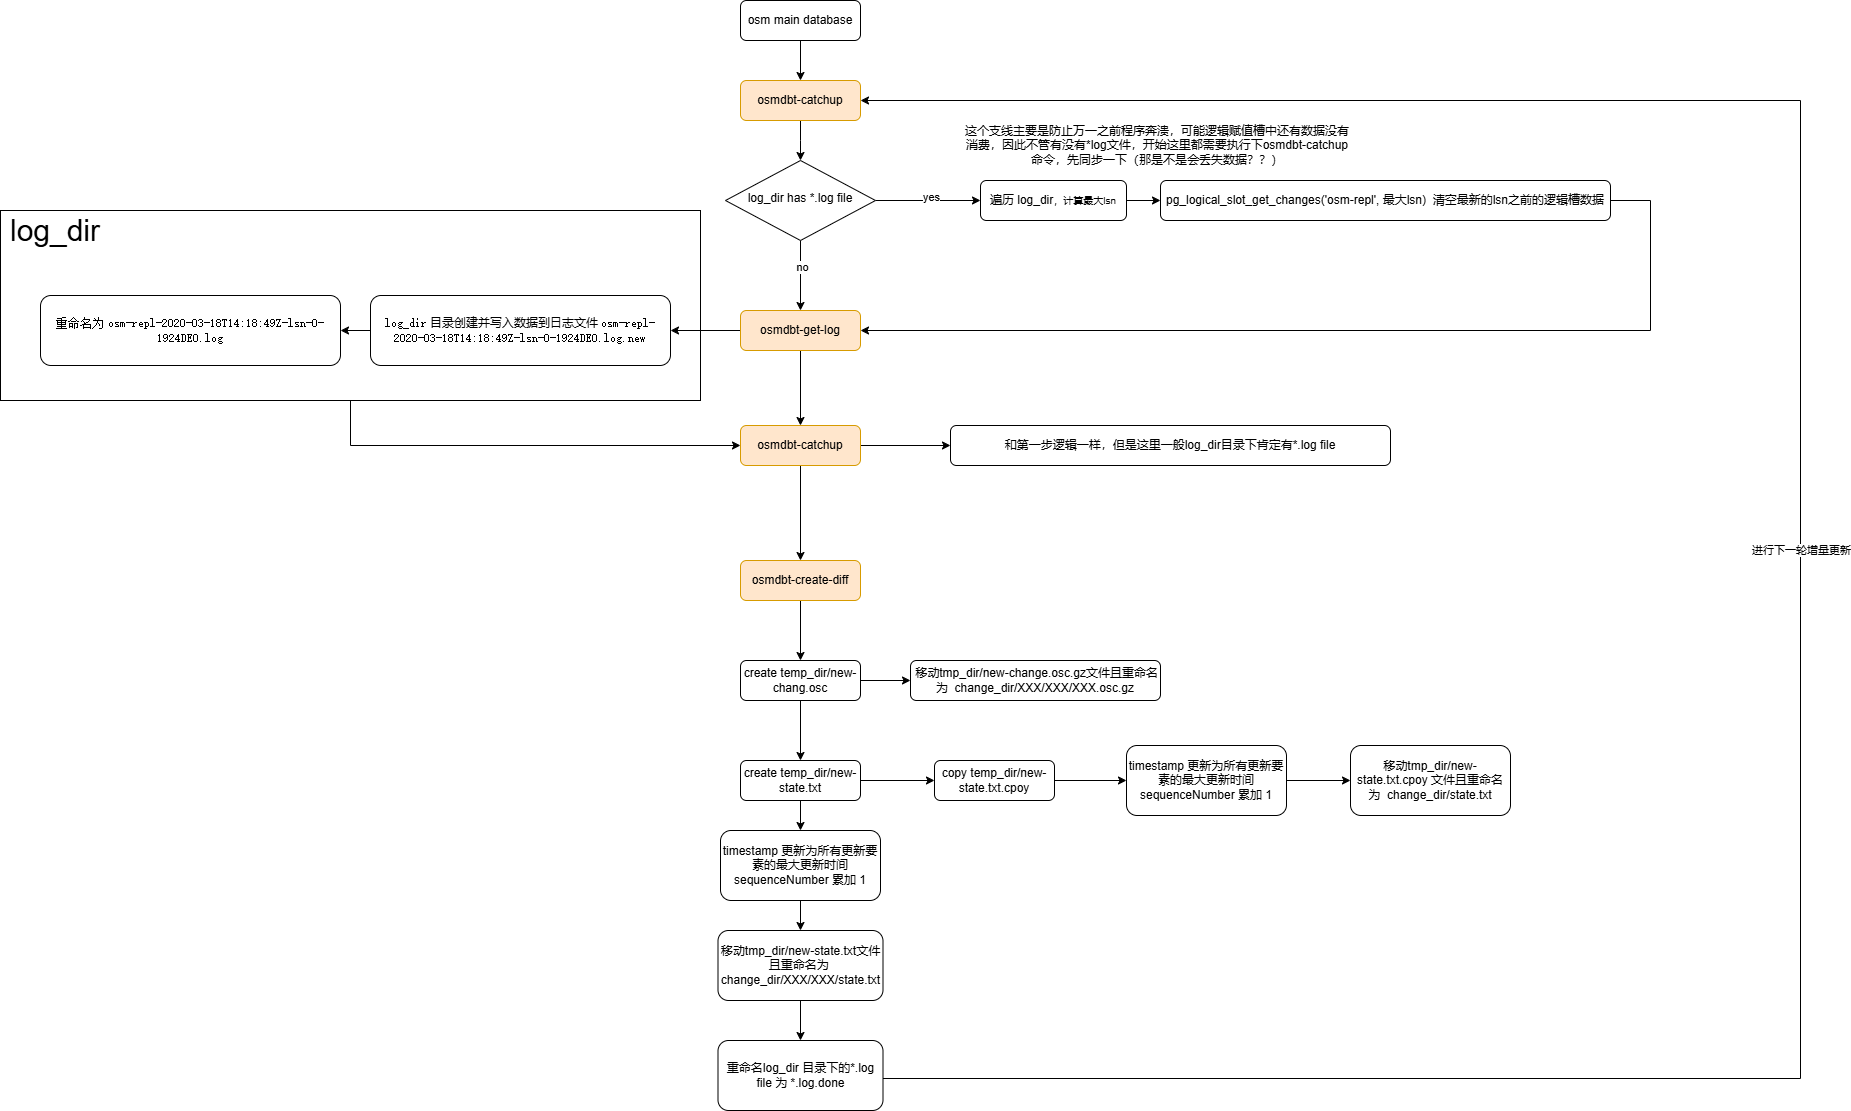 osm main database
osmdbt-catchup
这个支线主要是防止万一之前程序奔溃，可能逻辑赋值槽中还有数据没有
消费，因此不管有没有*log文件，开始这里都需要执行下osmdbt-catchup
命令，先同步一下（那是不是会丢失数据？？）
log_dir has *.log file
yes
遍历 log_dir，计算最大lsn
pg_logical_slot_get_changes('osm-repl', 最大lsn）清空最新的lsn之前的逻辑槽数据
log_dir
no
重命名为 osm-repl-2020-03-18T14:18:49Z-lsn-0-
1924DE0.log
log_dir 目录创建并写入数据到日志文件 osm-repl-
2020-03-18T14:18:49Z-lsn-0-1924DE0.log.new
osmdbt-get-log
osmdbt-catchup
和第一步逻辑一样，但是这里一般log_dir目录下肯定有*.log file
进行下一轮增量更新
osmdbt-create-diff
create temp_dir/new-
chang.osc
移动tmp_dir/new-change.osc.gz文件且重命名
为  change_dir/XXX/XXX/XXX.osc.gz
create temp_dir/new-
state.txt
copy temp_dir/new-
state.txt.cpoy
timestamp 更新为所有更新要
素的最大更新时间
sequenceNumber 累加 1
移动tmp_dir/new-
state.txt.cpoy 文件且重命名
为  change_dir/state.txt
timestamp 更新为所有更新要
素的最大更新时间
sequenceNumber 累加 1
移动tmp_dir/new-state.txt文件
且重命名为
change_dir/XXX/XXX/state.txt
重命名log_dir 目录下的*.log
file 为 *.log.done